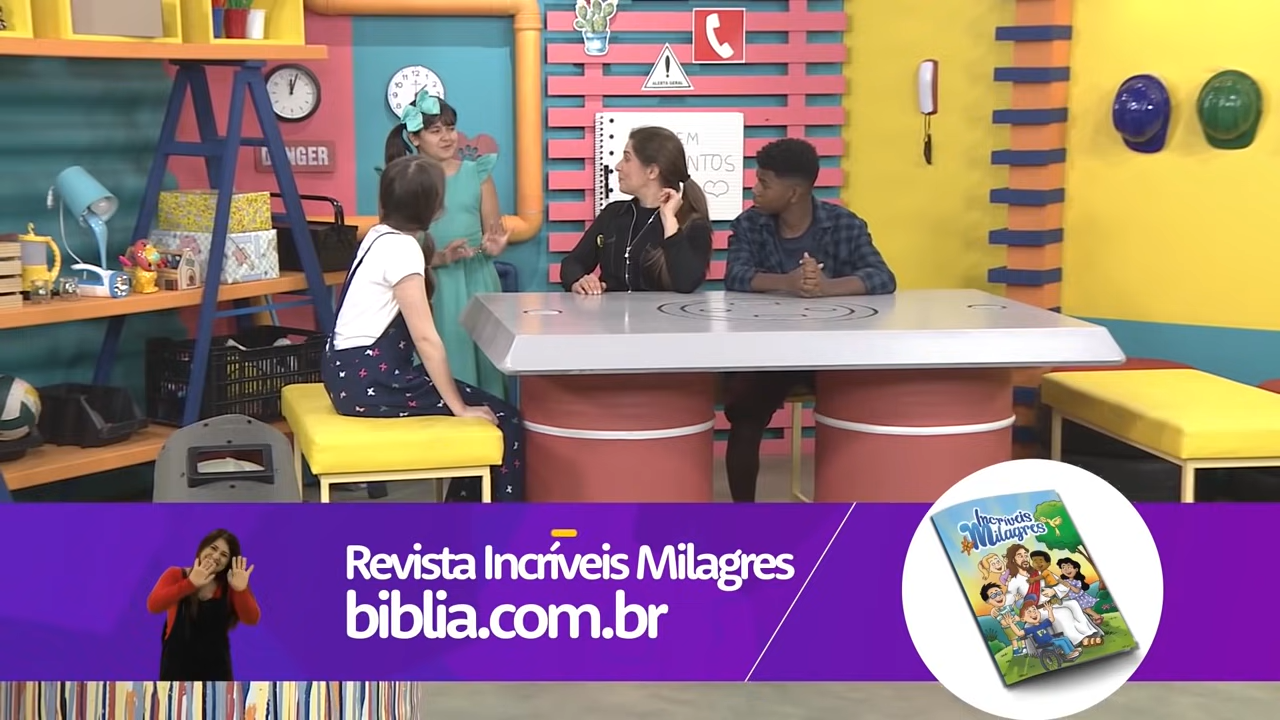 ALERTA GERAL
DANGER
Revista Incríveis Milagres
biblia.com.br
Incríveis
Milagres